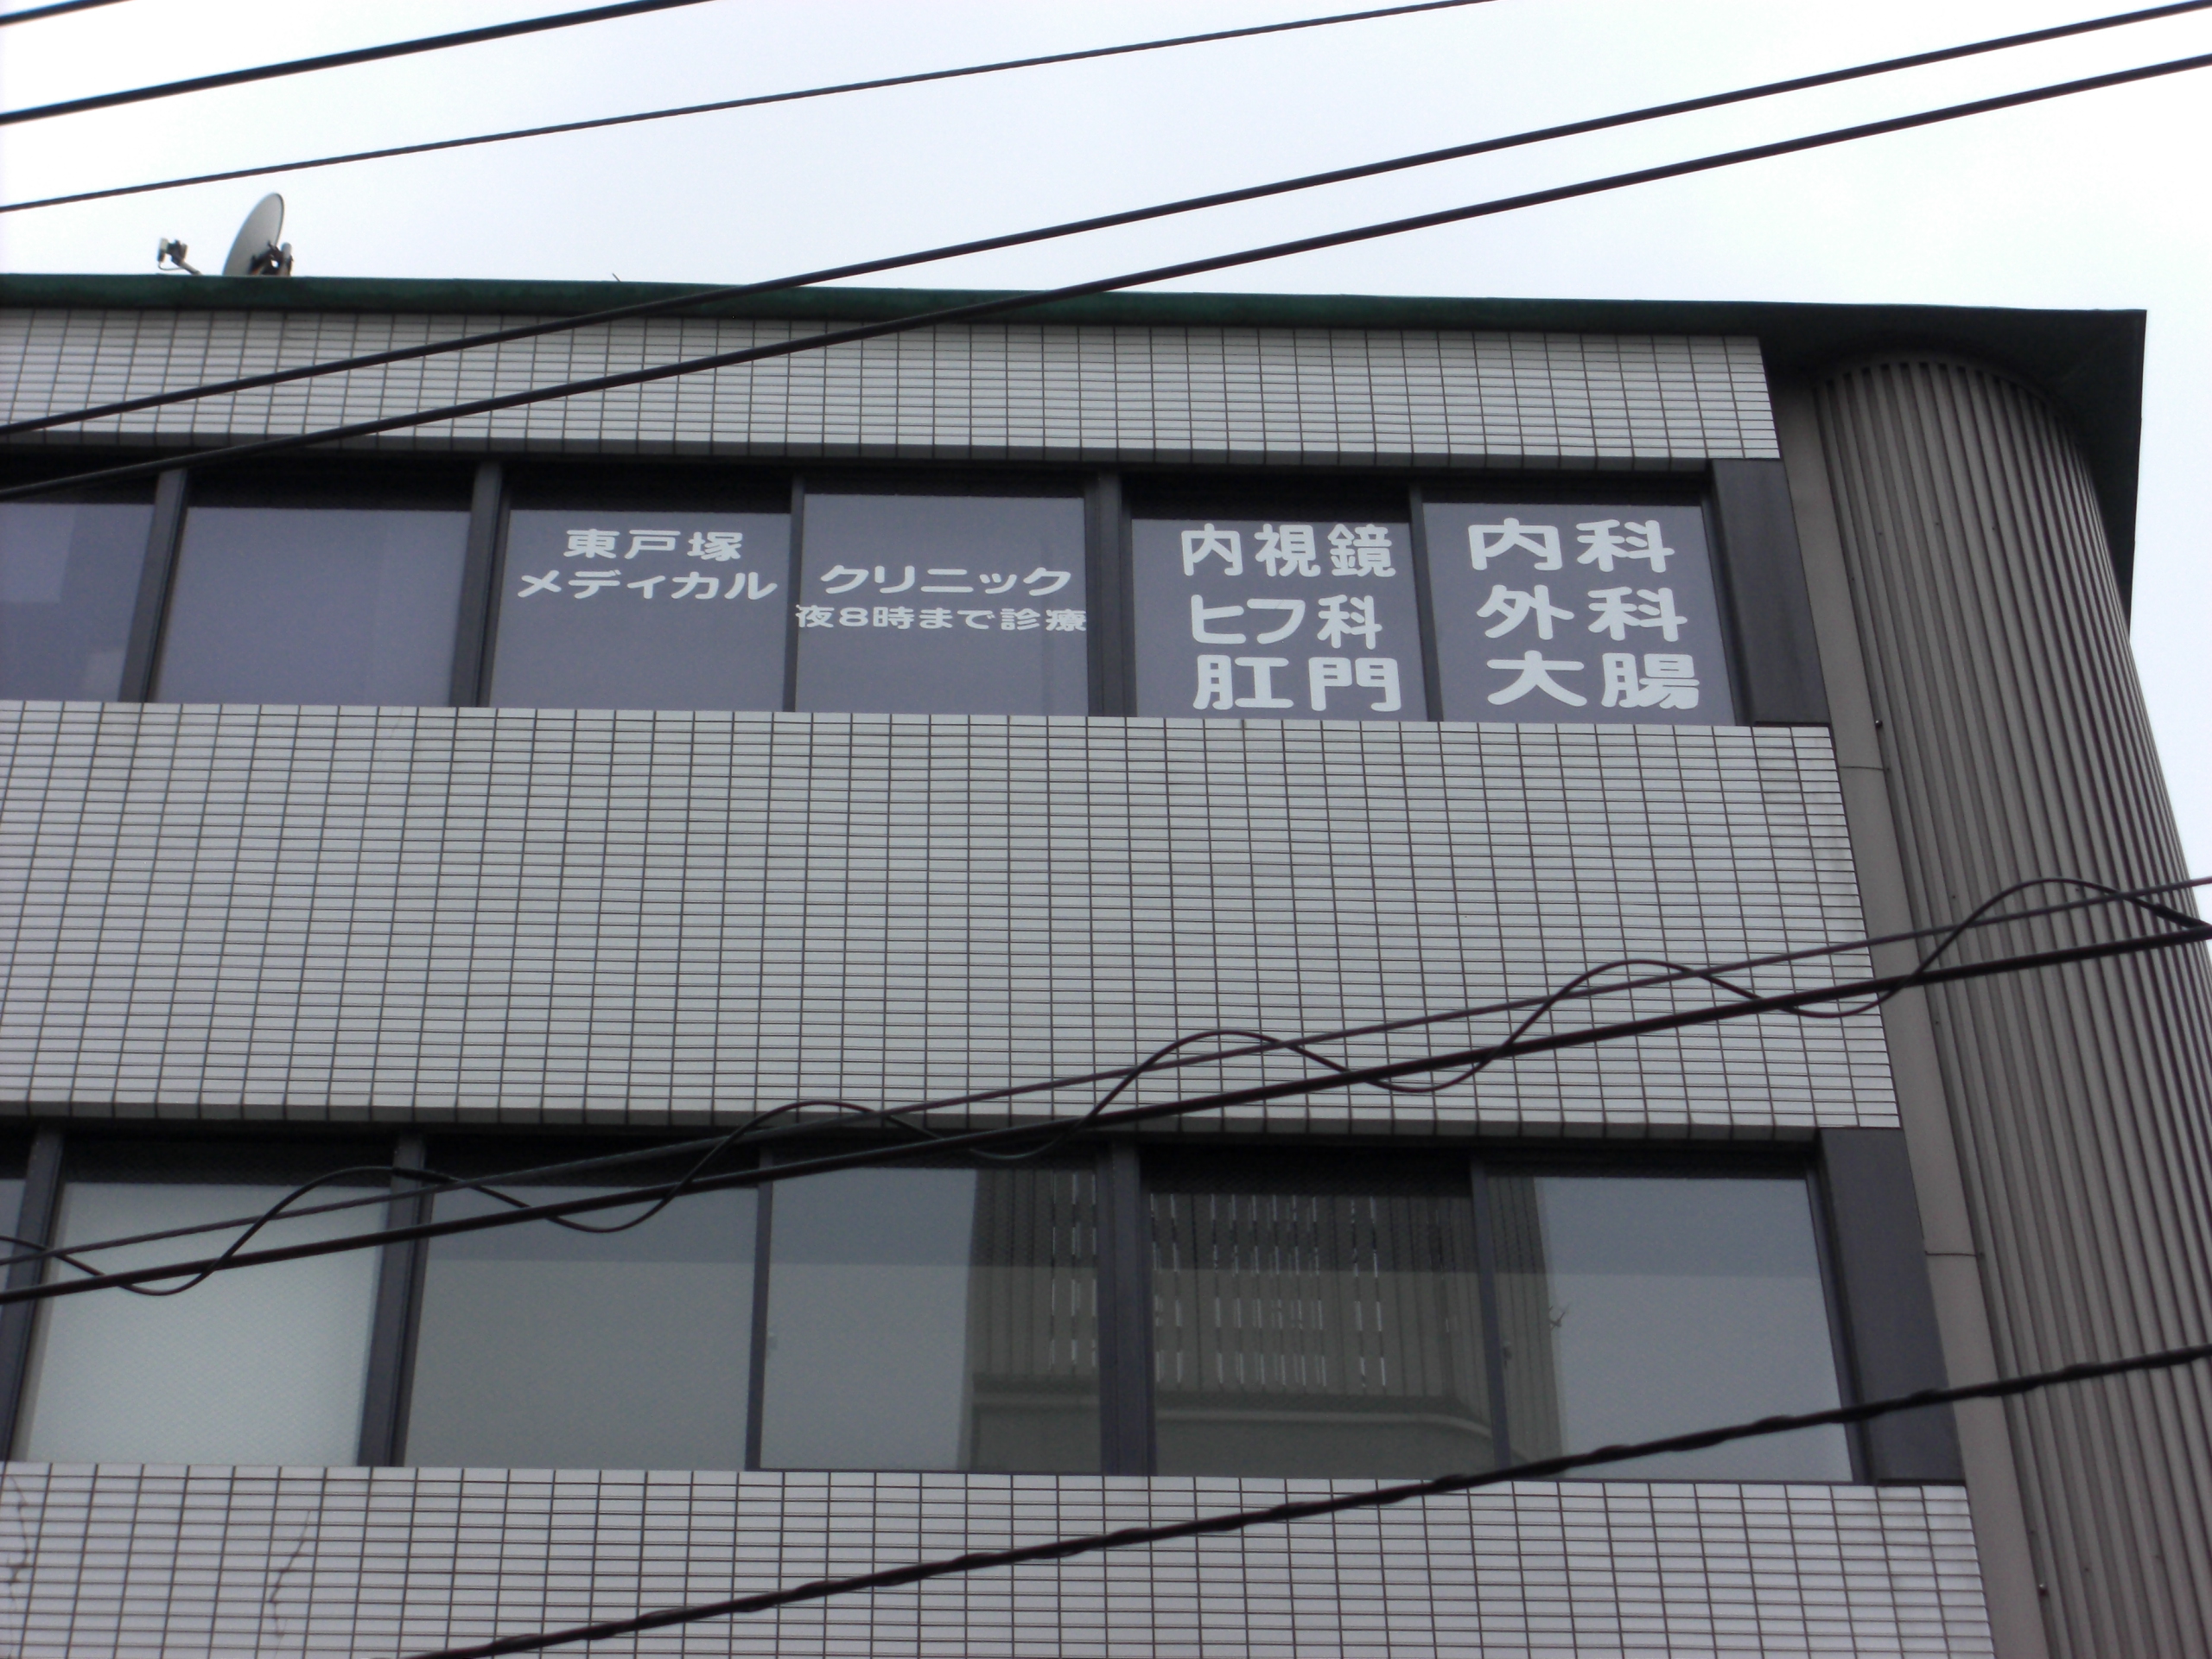 東戸塚
メディカル
クリニック
夜8時まで診療
内視鏡
ヒフ科
肛門
内科
外科
大腸